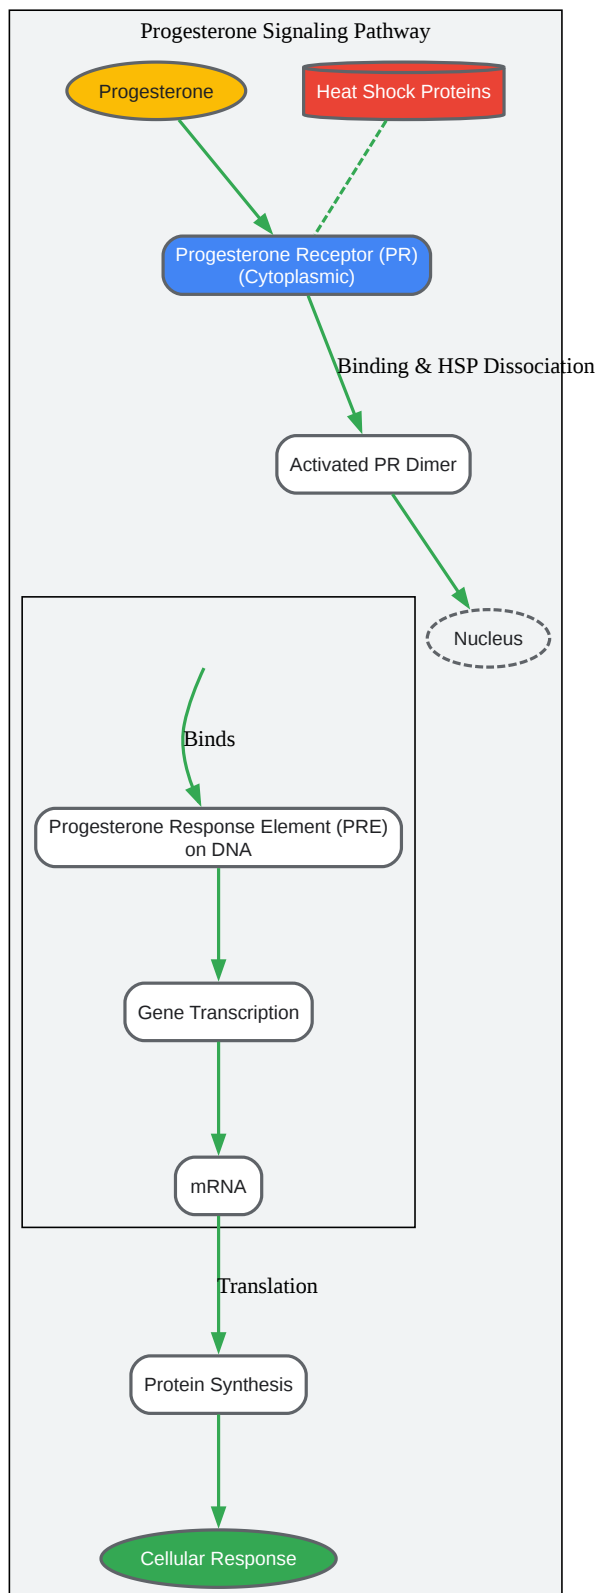 Progesterone Signaling Pathway
Progesterone
Heat Shock Proteins
Progesterone Receptor (PR)
(Cytoplasmic)
Binding & HSP Dissociation
Activated PR Dimer
Nucleus
Binds
Progesterone Response Element (PRE)
on DNA
Gene Transcription
mRNA
Translation
Protein Synthesis
Cellular Response